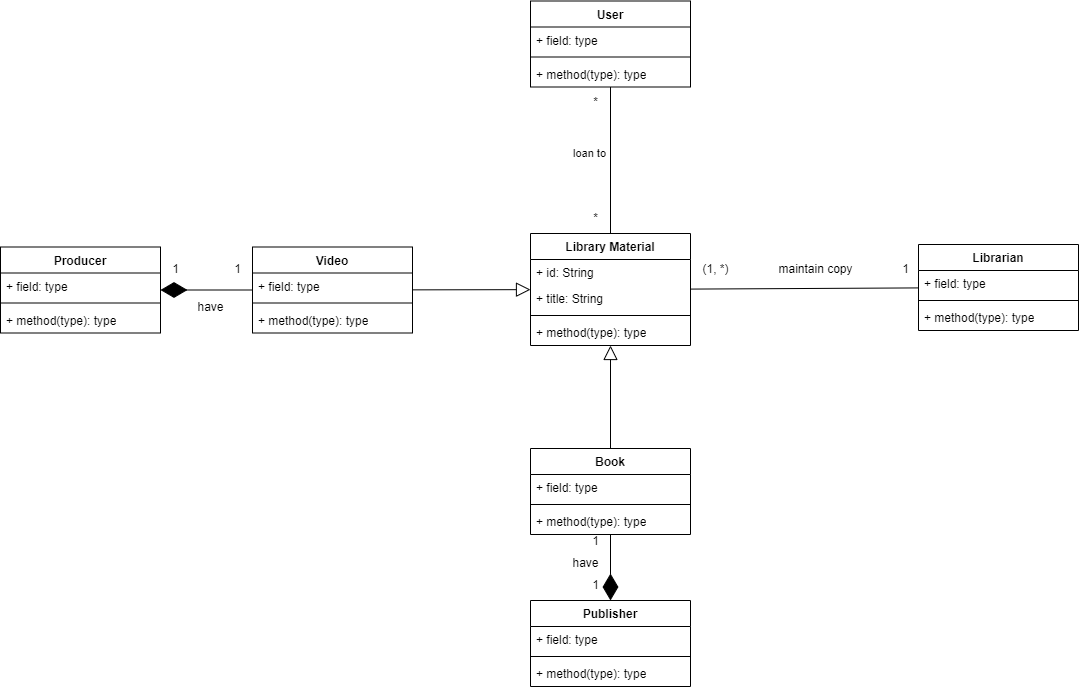 User
+ field: type
+ method(type): type
*
loan to
*
Producer
+ field: type
+ method(type): type
1
1
have
Video
+ field: type
+ method(type): type
Library Material
+ id: String
+ title: String
+ method(type): type
(1, *)
maintain copy
1
Librarian
+ field: type
+ method(type): type
Book
+ field: type
+ method(type): type
1
have
1
Publisher
+ field: type
+ method(type): type